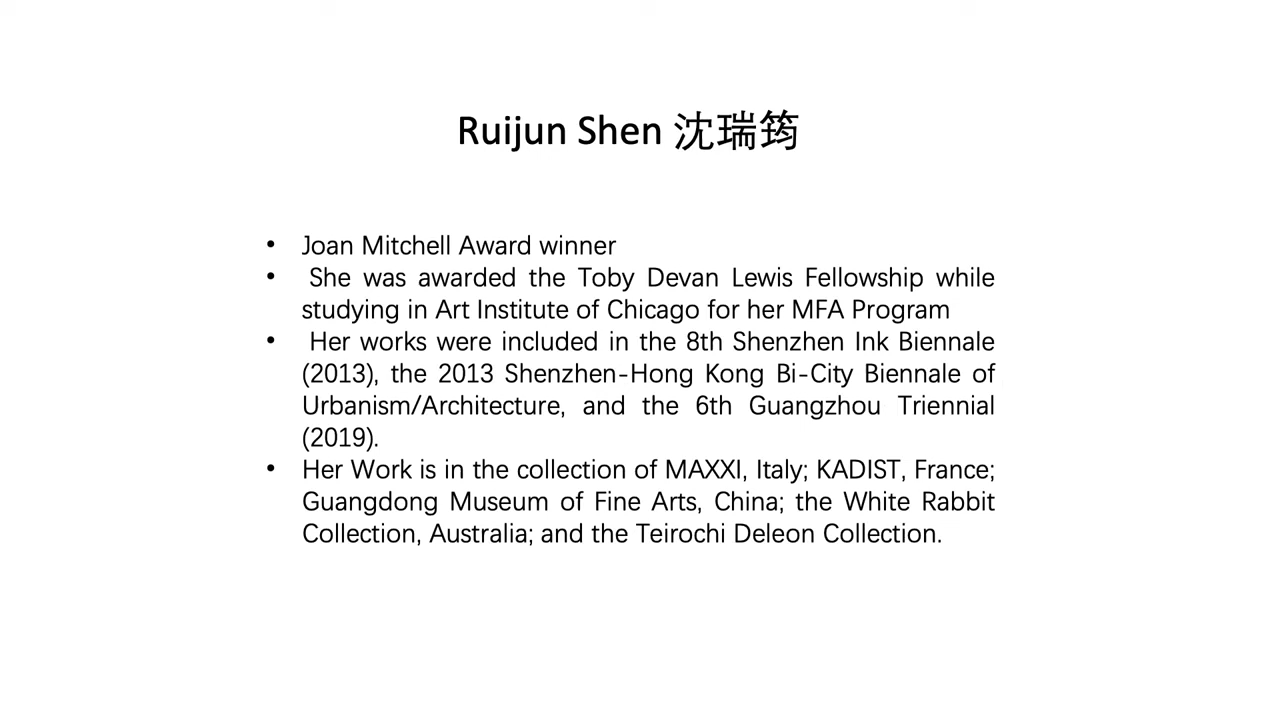 Ruijun Shen 沈瑞筠
• Joan Mitchell Award winner
• She was awarded the Toby Devan Lewis Fellowship while
studying in Art Institute of Chicago for her MFA Program
• Her works were included in the 8th Shenzhen Ink Biennale
(2013), the 2013 Shenzhen-Hong Kong Bi-City Biennale of
Urbanism/Architecture, and the 6th Guangzhou Triennial
(2019).
• Her Work is in the collection of MAXXI, Italy; KADIST, France;
Guangdong Museum of Fine Arts, China; the White Rabbit
Collection, Australia; and the Teirochi Deleon Collection.